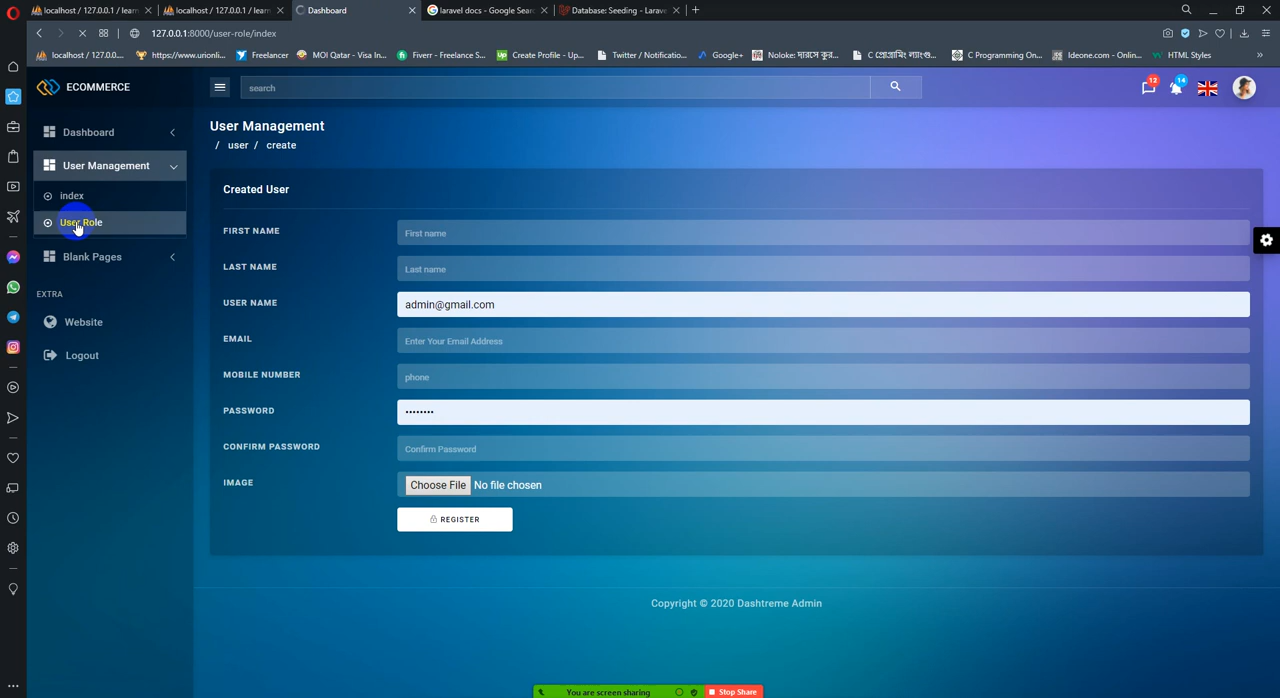 localhost / 127.0.0.1 / learn
localhost / 127.0.0.1 / learn
Dashboard
laravel docs - Google Sear
Database: Seeding - Larav
127.0.0.1:8000/user-role/index
localhost / 127.0.0....
https://www.urionli...
Freelancer
MOI Qatar - Visa In...
Fiverr - Freelance S...
Create Profile - Up...
Twitter / Notificatio...
Google+
C Programming On...
Ideone.com - Onlin...
HTML Styles
ECOMMERCE
search
12
14
Dashboard
User Management
index
User Role
Blank Pages
EXTRA
Website
Logout
User Management
/ user / create
Created User
FIRST NAME
First name
LAST NAME
Last name
USER NAME
admin@gmail.com
EMAIL
Enter Your Email Address
MOBILE NUMBER
phone
PASSWORD
••••••••
CONFIRM PASSWORD
Confirm Password
IMAGE
Choose File No file chosen
REGISTER
Copyright © 2020 Dashtreme Admin
You are screen sharing
Stop Share